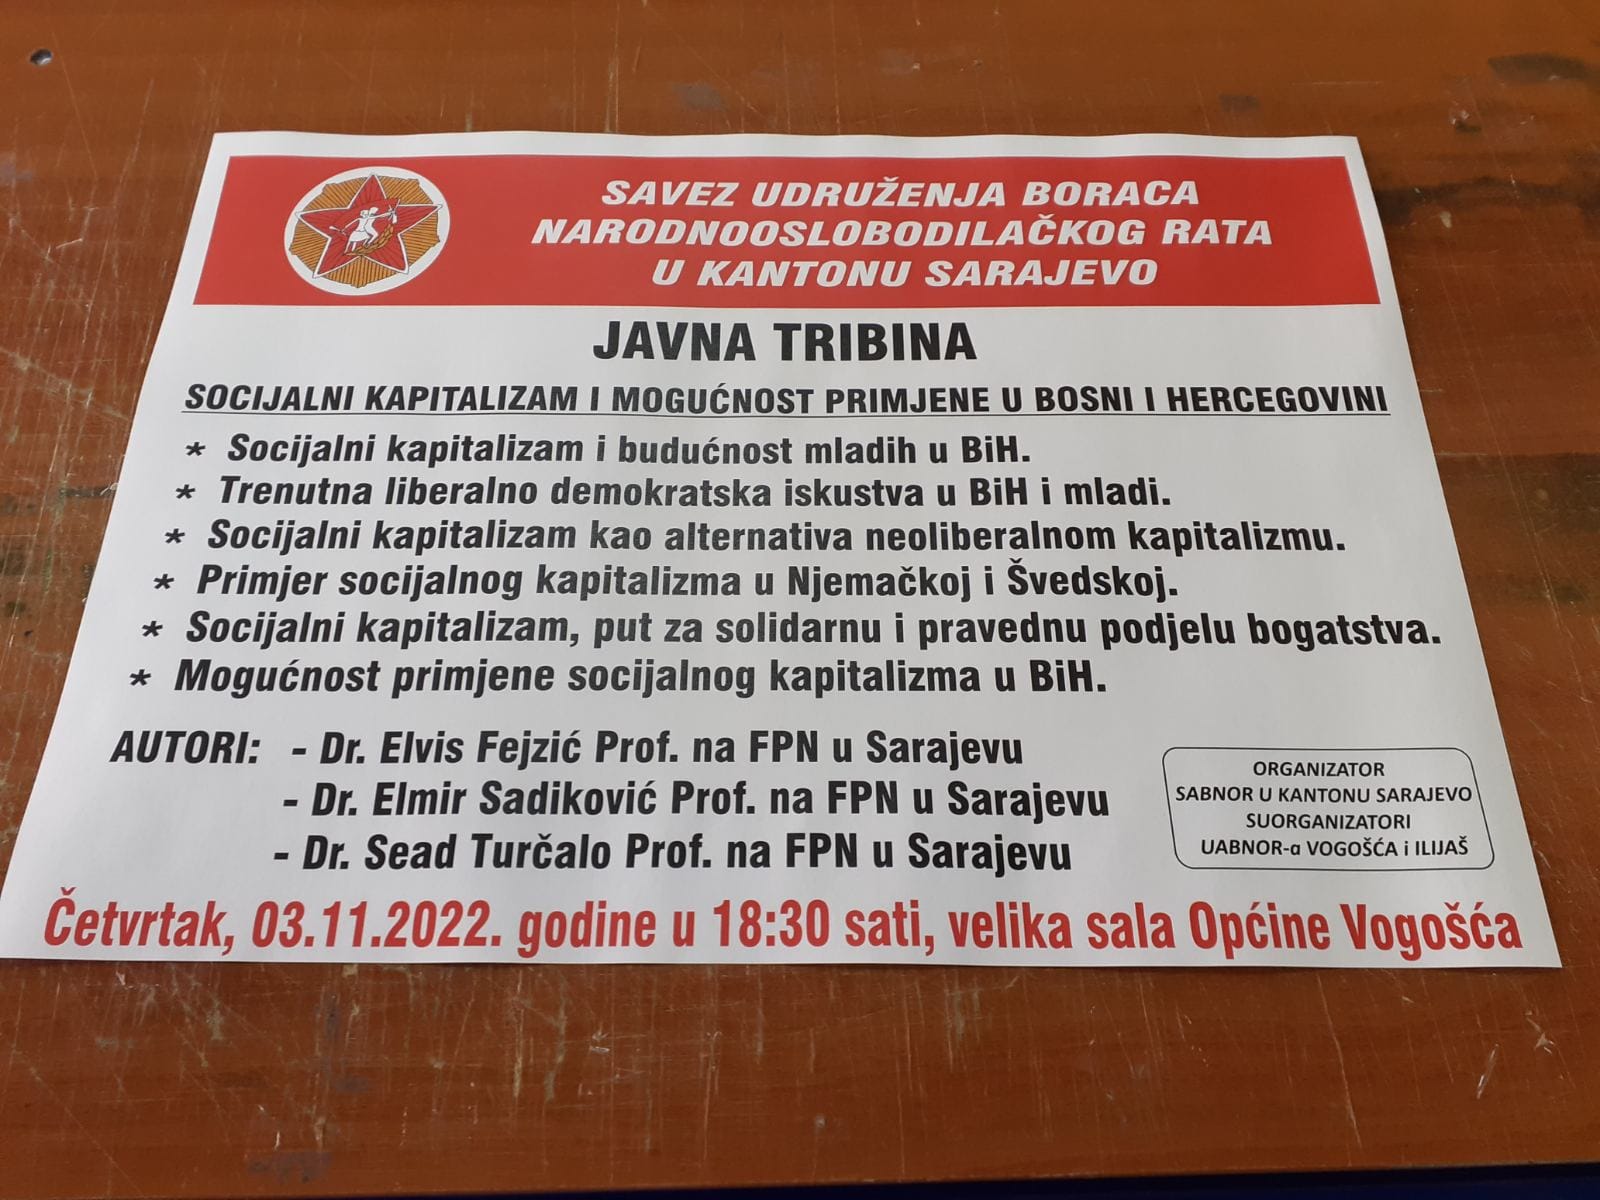 SAVEZ UDRUŽENJA BORACA
NARODNOOSLOBODILAČKOG RATA
U KANTONU SARAJEVO
JAVNA TRIBINA
SOCIJALNI KAPITALIZAM I MOGUĆNOST PRIMJENE U BOSNI I HERCEGOVINI
* Socijalni kapitalizam i budućnost mladih u BiH.
* Trenutna liberalno demokratska iskustva u BiH i mladi.
* Socijalni kapitalizam kao alternativa neoliberalnom kapitalizmu.
* Primjer socijalnog kapitalizma u Njemačkoj i Švedskoj.
* Socijalni kapitalizam, put za solidarnu i pravednu podjelu bogatstva.
* Mogućnost primjene socijalnog kapitalizma u BiH.
AUTORI: - Dr. Elvis Fejzić Prof. na FPN u Sarajevu
- Dr. Elmir Sadiković Prof. na FPN u Sarajevu
- Dr. Sead Turčalo Prof. na FPN u Sarajevu
ORGANIZATOR
SABNOR U KANTONU SARAJEVO
SUORGANIZATORI
UABNOR-a VOGOŠĆA i ILIJAŠ
Četvrtak, 03.11.2022. godine u 18:30 sati, velika sala Općine Vogošća